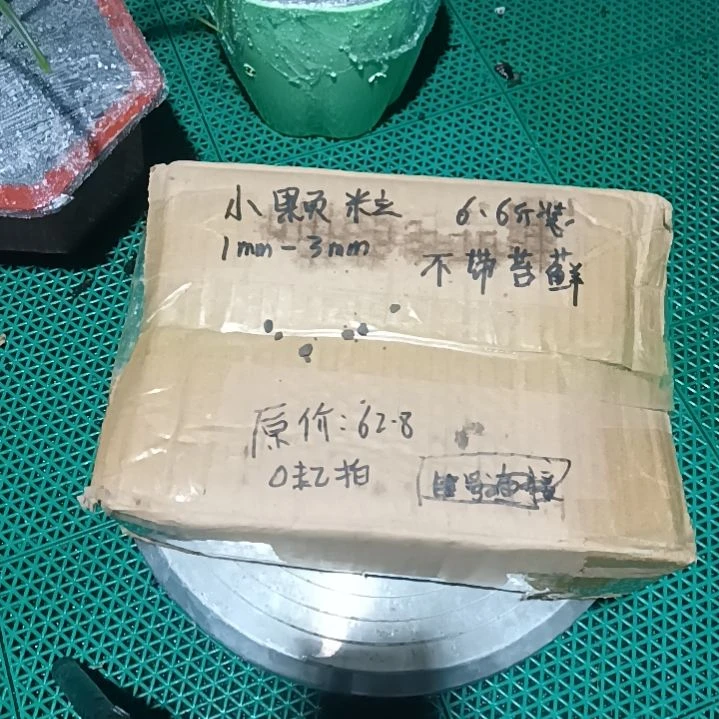 小颗粒
1mm-3mm
6.6斤装
不带苔藓
原价:62.8
0起拍